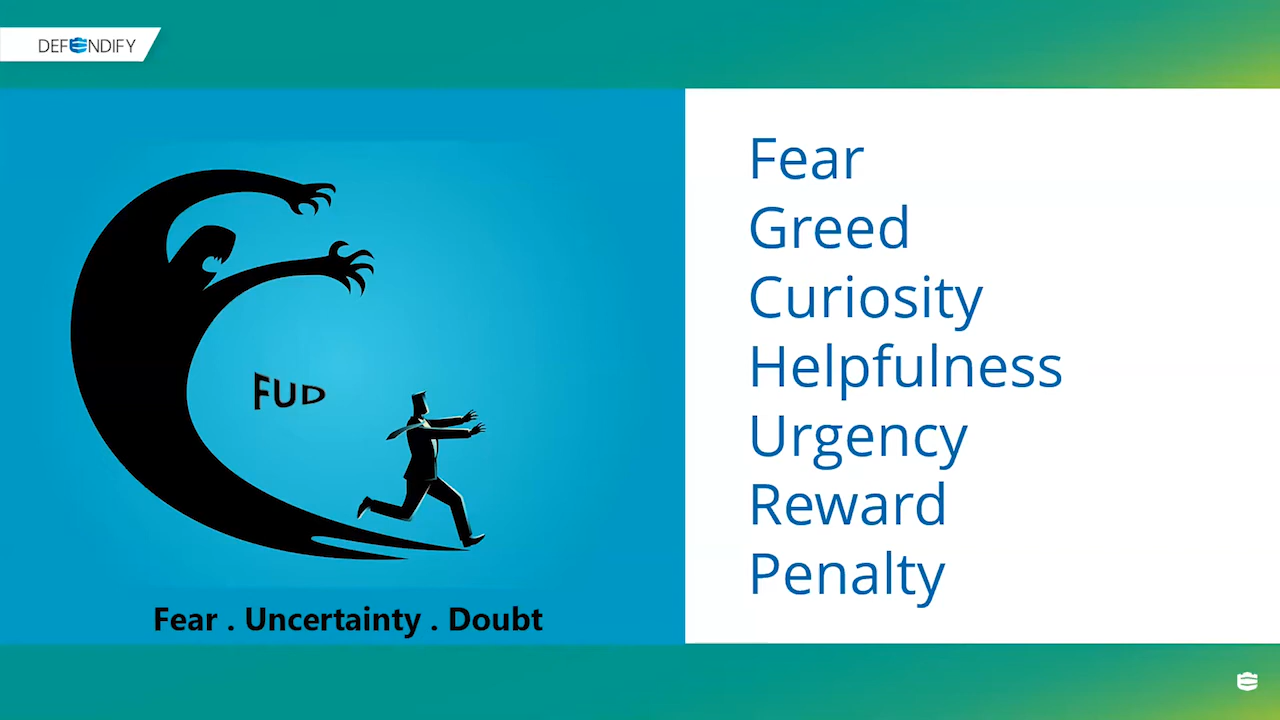 DEFENDIFY
FUD
Fear . Uncertainty . Doubt
Fear
Greed
Curiosity
Helpfulness
Urgency
Reward
Penalty